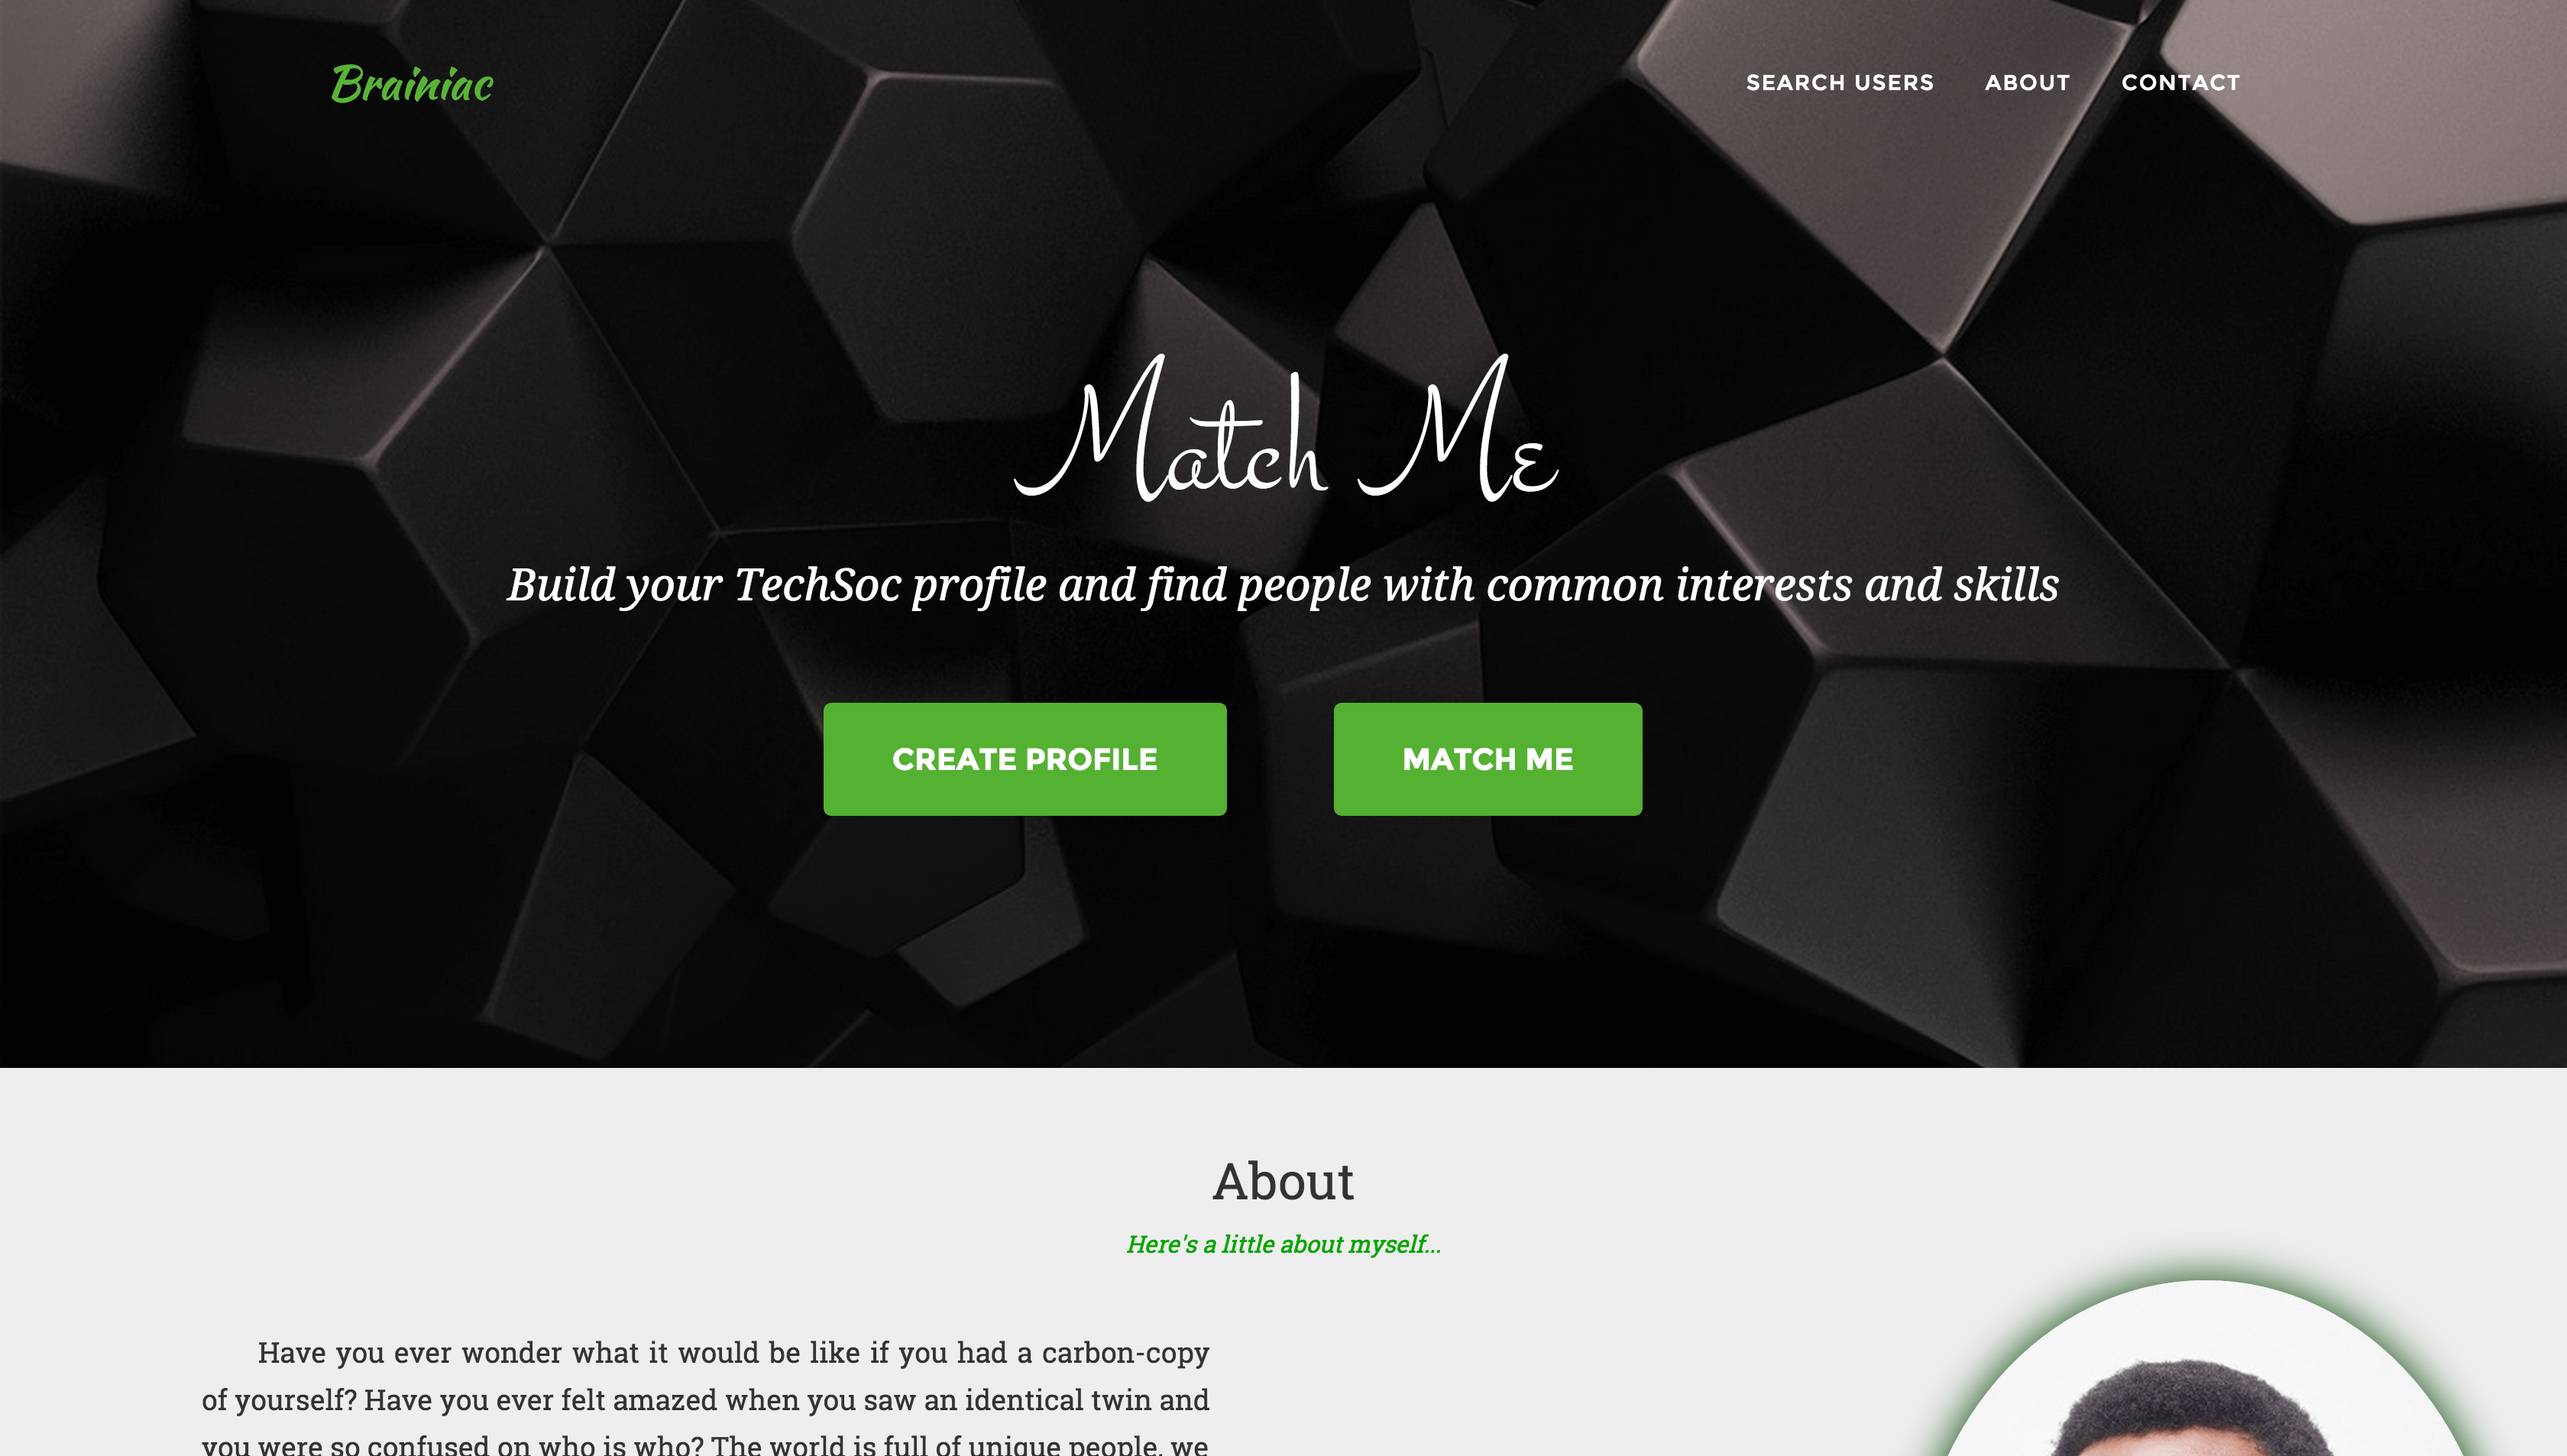 Brainiac
SEARCH USERS ABOUT CONTACT
Match Me
Build your TechSoc profile and find people with common interests and skills
CREATE PROFILE MATCH ME
About
Here's a little about myself...
Have you ever wonder what it would be like if you had a carbon-copy
of yourself? Have you ever felt amazed when you saw an identical twin and
you were so confused on who is who? The world is full of unique people, we